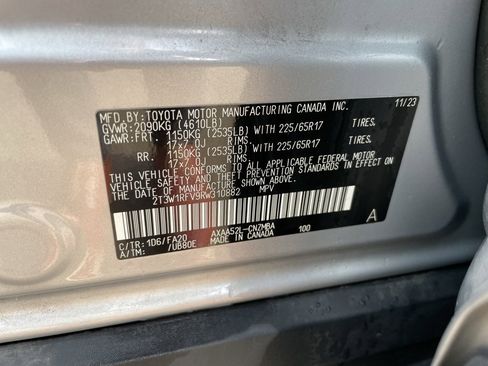 MFD. BY: TOYOTA MOTOR MANUFACTURING CANADA INC. 11/23
GVWR: 2090KG (4610LB)
GAWR: FRT. 1150KG (2535LB) WITH 225/65R17 TIRES.
17X7.0J RIMS.
RR. 1150KG (2535LB) WITH 225/65R17 TIRES.
17X7.0J RIMS.
THIS VEHICLE CONFORMS TO ALL APPLICABLE FEDERAL MOTOR
VEHICLE SAFETY AND THEFT PREVENTION STANDARDS IN EFFECT ON
THE DATE OF MANUFACTURE SHOWN ABOVE.
2T3W1RFV9RW310882 MPV
A
C/TR: 1D6/FA20 AXAA52L-CNZMBA 100
A/TM: /UB80E MADE IN CANADA